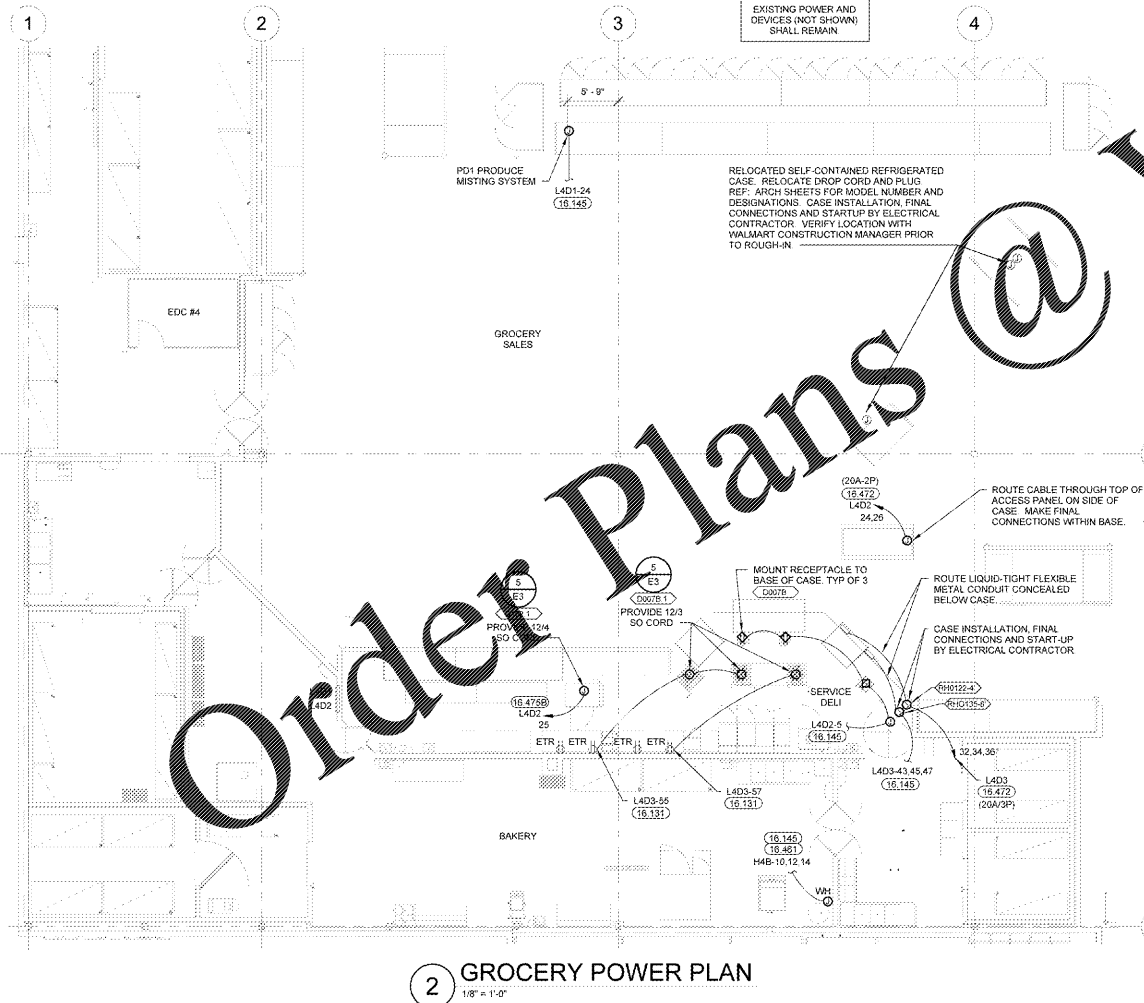 EXISTING POWER AND
DEVICES (NOT SHOWN)
SHALL REMAIN
1
2
3
4
5' - 9"
PD1 PRODUCE
MISTING SYSTEM
L4D1-24
16.145
RELOCATED SELF-CONTAINED REFRIGERATED
CASE. RELOCATE DROP CORD AND PLUG.
REF: ARCH SHEETS FOR MODEL NUMBER AND
DESIGNATIONS. CASE INSTALLATION, FINAL
CONNECTIONS AND STARTUP BY ELECTRICAL
CONTRACTOR. VERIFY LOCATION WITH
WALMART CONSTRUCTION MANAGER PRIOR
TO ROUGH-IN.
EDC #4
GROCERY
SALES
Order Plans @
(20A-2P)
16.472
L4D2
24,26
ROUTE CABLE THROUGH TOP OF
ACCESS PANEL ON SIDE OF
CASE. MAKE FINAL
CONNECTIONS WITHIN BASE.
5
E3
PROVIDE 12/4
SO CORD
5
E3
D007B.1
PROVIDE 12/3
SO CORD
MOUNT RECEPTACLE TO
BASE OF CASE. TYP OF 3
D007B
ROUTE LIQUID-TIGHT FLEXIBLE
METAL CONDUIT CONCEALED
BELOW CASE.
CASE INSTALLATION, FINAL
CONNECTIONS AND START-UP
BY ELECTRICAL CONTRACTOR
RH0122-4'
RHG135-8'
L4D2
16.475B
L4D2
25
SERVICE
DELI
L4D2-5
16.145
ETR
ETR
ETR
ETR
32,34,36
L4D3
16.472
(20A/3P)
L4D3-43,45,47
16.145
L4D3-55
16.131
L4D3-57
16.131
BAKERY
16.145
16.461
H4B-10,12,14
WH
2
GROCERY POWER PLAN
1/8" = 1'-0"